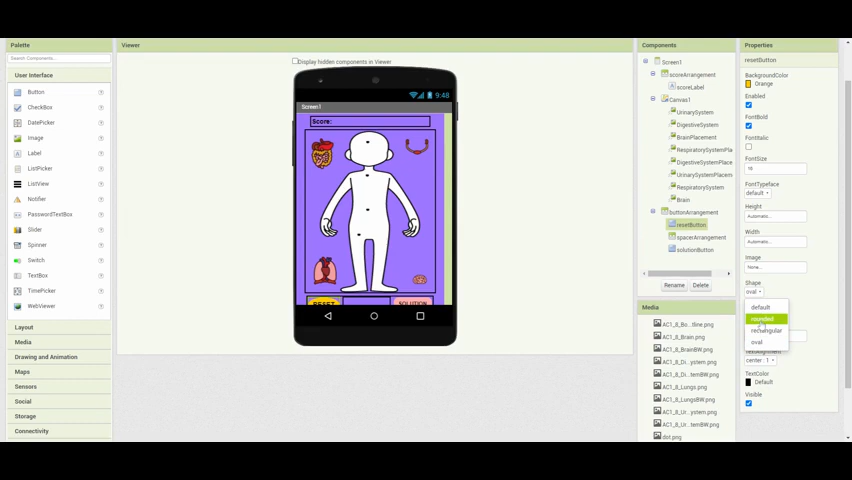 Palette
Search Components...
User Interface
Button
CheckBox
DatePicker
Image
Label
ListPicker
ListView
Notifier
PasswordTextBox
Slider
Spinner
Switch
TextBox
TimePicker
WebViewer
Layout
Media
Drawing and Animation
Maps
Sensors
Social
Storage
Connectivity
Viewer
Display hidden components in Viewer
9:48
Screen1
Score:
RESET
SOLUTION
Components
Screen1
scoreArrangement
scoreLabel
Canvas1
UrinarySystem
DigestiveSystem
BrainPlacement
RespiratorySystemPlace
DigestiveSystemPlace
UrinarySystemPlacem
RespiratorySystem
Brain
buttonArrangement
resetButton
spacerArrangement
solutionButton
Rename
Delete
Media
AC1_8_Bo...tline.png
AC1_8_Brain.png
AC1_8_BrainBW.png
AC1_8_Di...ystem.png
AC1_8_Di...temBW.png
AC1_8_Lungs.png
AC1_8_LungsBW.png
AC1_8_Ur...ystem.png
AC1_8_Ur...temBW.png
dot.png
Properties
resetButton
BackgroundColor
Orange
Enabled
FontBold
FontItalic
FontSize
FontTypeface
default
Height
Automatic...
Width
Automatic...
Image
None...
Shape
oval
default
rounded
rectangular
oval
TextAlignment
center : 1
TextColor
Default
Visible